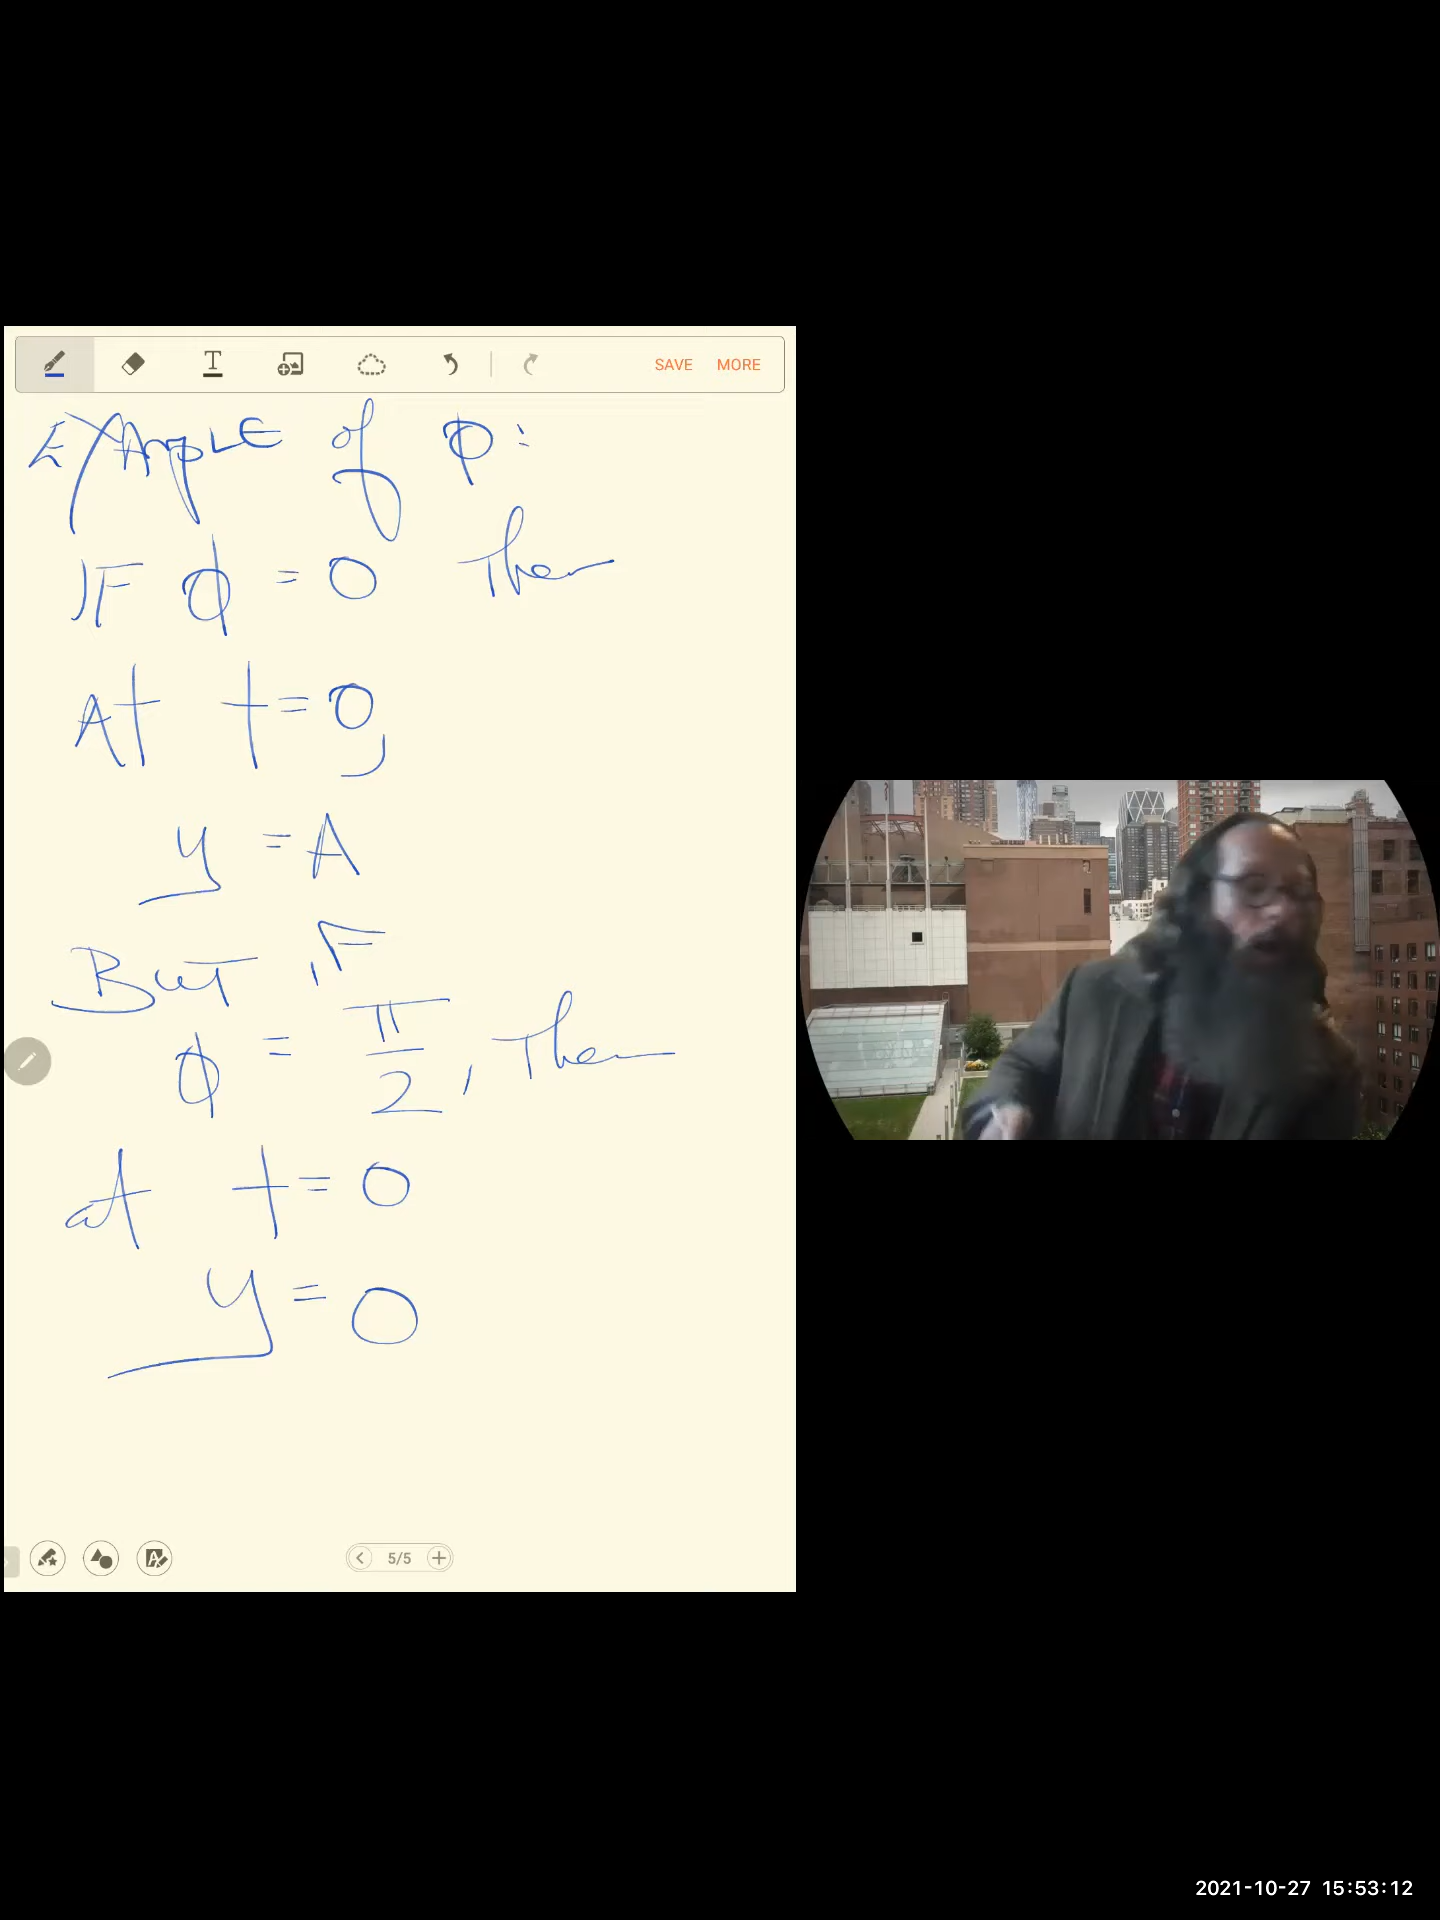 T
SAVE MORE
EXAMPLE of φ:
IF φ = 0 Then
At t = 0,
y = A
But IF
φ = π/2, Then
at t = 0
y = 0
A
5/5
2021-10-27 15:53:12